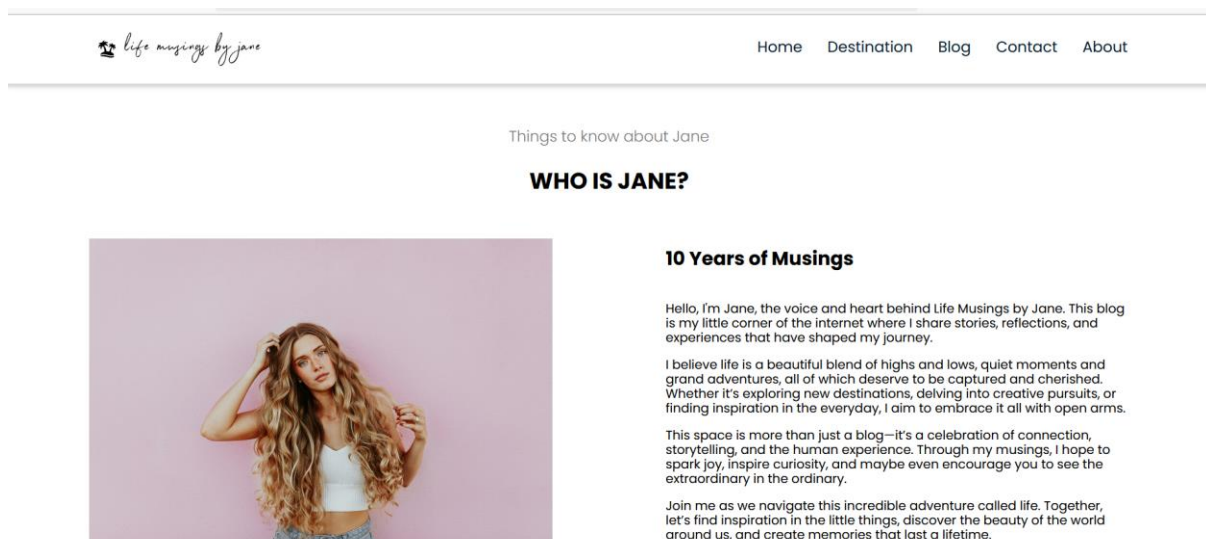 life musings by jane
Home Destination Blog Contact About
Things to know about Jane
WHO IS JANE?
10 Years of Musings
Hello, I'm Jane, the voice and heart behind Life Musings by Jane. This blog
is my little corner of the internet where I share stories, reflections, and
experiences that have shaped my journey.
I believe life is a beautiful blend of highs and lows, quiet moments and
grand adventures, all of which deserve to be captured and cherished.
Whether it's exploring new destinations, delving into creative pursuits, or
finding inspiration in the everyday, I aim to embrace it all with open arms.
This space is more than just a blog—it's a celebration of connection,
storytelling, and the human experience. Through my musings, I hope to
spark joy, inspire curiosity, and maybe even encourage you to see the
extraordinary in the ordinary.
Join me as we navigate this incredible adventure called life. Together,
let's find inspiration in the little things, discover the beauty of the world
around us, and create memories that last a lifetime.